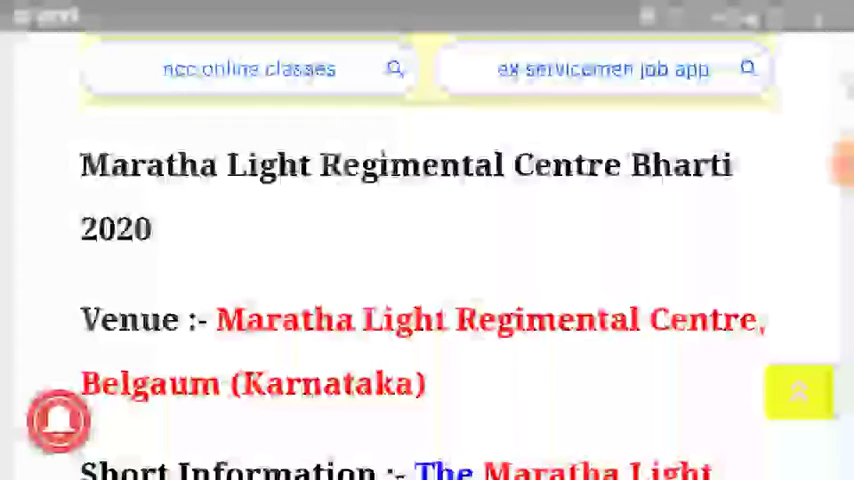 ncc online classes
ex servicemen job app
Maratha Light Regimental Centre Bharti
2020
Venue :- Maratha Light Regimental Centre,
Belgaum (Karnataka)
Short Information :- The Maratha Light